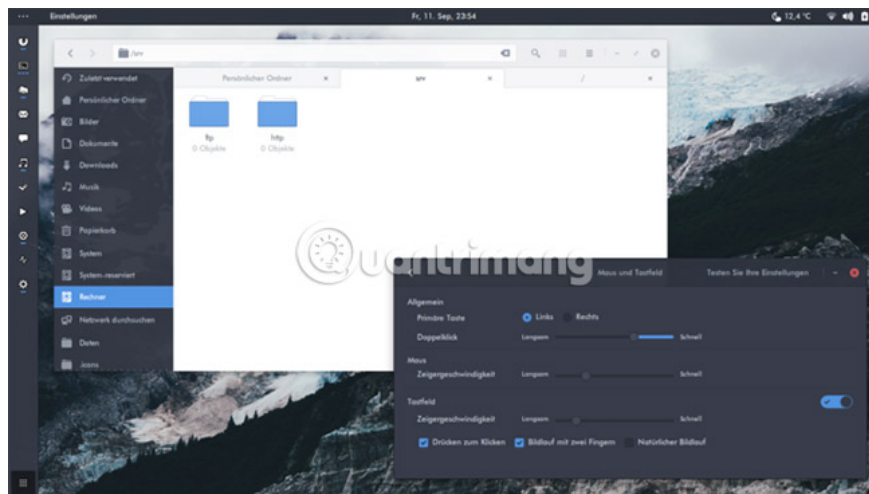 Einstellungen
Fr, 11. Sep, 23:54
12,4 °C
/srv
Zuletzt verwendet
Persönlicher Ordner
Bilder
Dokumente
Downloads
Musik
Videos
Papierkorb
System
System-reserviert
Rechner
Netzwerk durchsuchen
Daten
.icons
Persönlicher Ordner
srv
/
ftp
0 Objekte
http
0 Objekte
Quantrimang
Maus und Tastfeld
Testen Sie Ihre Einstellungen
Allgemein
Primäre Taste
Links
Rechts
Doppelklick
Langsam
Schnell
Maus
Zeigergeschwindigkeit
Langsam
Schnell
Tastfeld
Zeigergeschwindigkeit
Langsam
Schnell
Drücken zum Klicken
Bildlauf mit zwei Fingern
Natürlicher Bildlauf